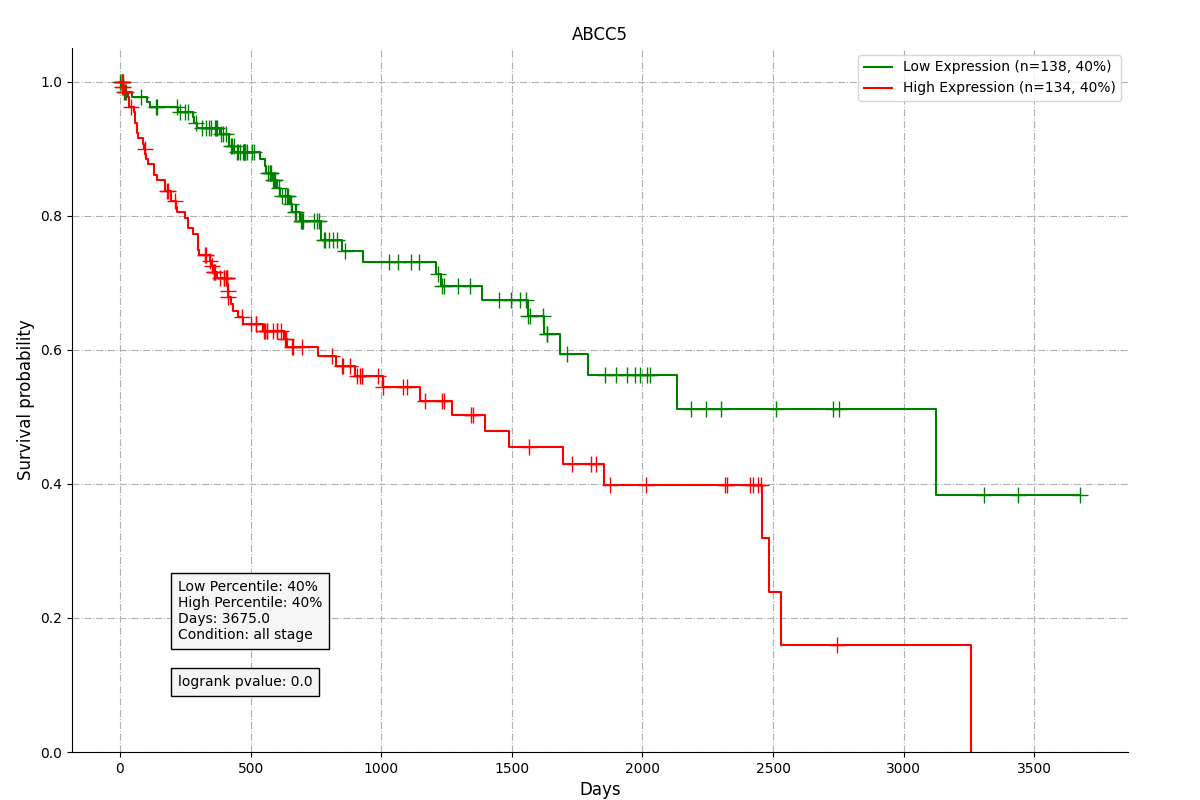 ABCC5
Low Expression (n=138, 40%)
High Expression (n=134, 40%)
Survival probability
1.0
0.8
0.6
0.4
0.2
0.0
Low Percentile: 40%
High Percentile: 40%
Days: 3675.0
Condition: all stage
logrank pvalue: 0.0
0 500 1000 1500 2000 2500 3000 3500
Days